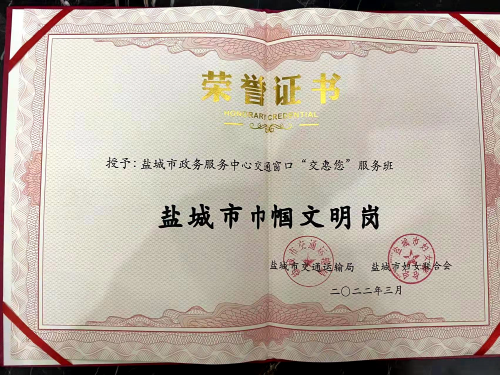 荣誉证书
HONORARY CREDENTIAL
授予:盐城市政务服务中心交通窗口“交惠您”服务班
盐城市巾帼文明岗
盐城市交通运输局 盐城市妇女联合会
二〇二二年三月